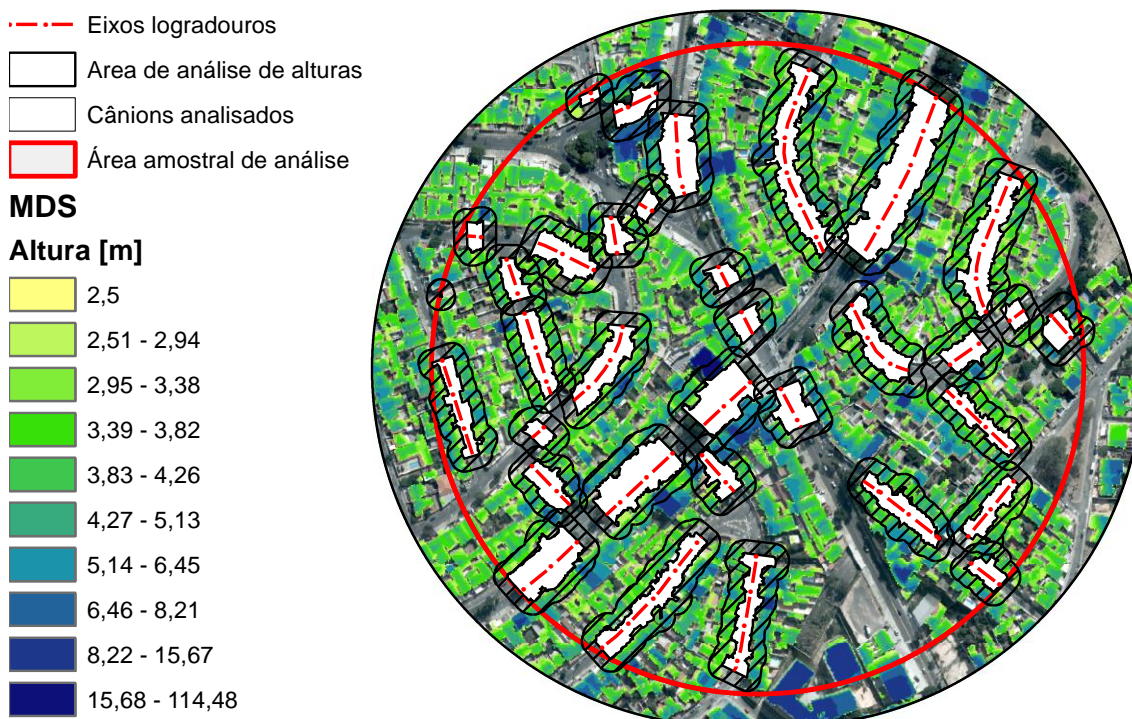 Eixos logradouros
Area de análise de alturas
Cânions analisados
Área amostral de análise
MDS
Altura [m]
2,5
2,51 - 2,94
2,95 - 3,38
3,39 - 3,82
3,83 - 4,26
4,27 - 5,13
5,14 - 6,45
6,46 - 8,21
8,22 - 15,67
15,68 - 114,48